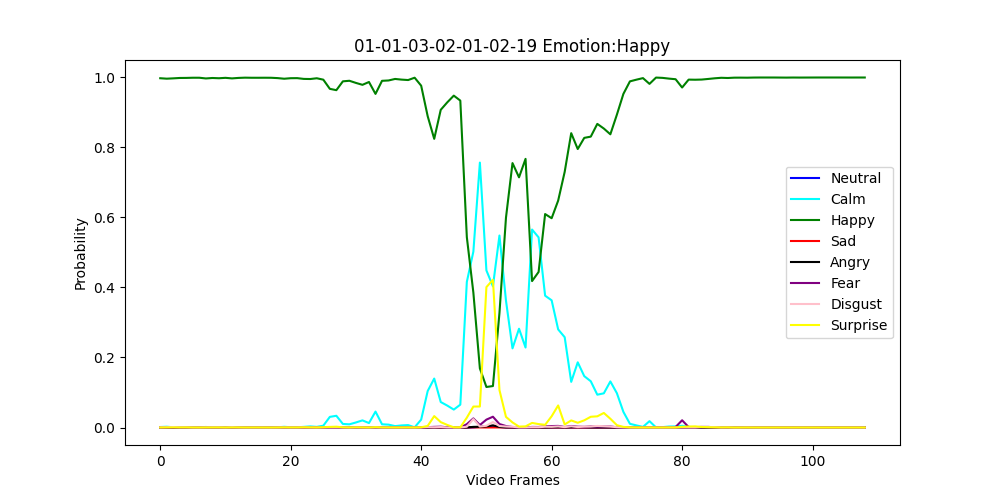 01-01-03-02-01-02-19 Emotion:Happy
1.0
0.8
0.6
0.4
0.2
0.0
Probability
0 20 40 60 80 100
Video Frames
Neutral
Calm
Happy
Sad
Angry
Fear
Disgust
Surprise